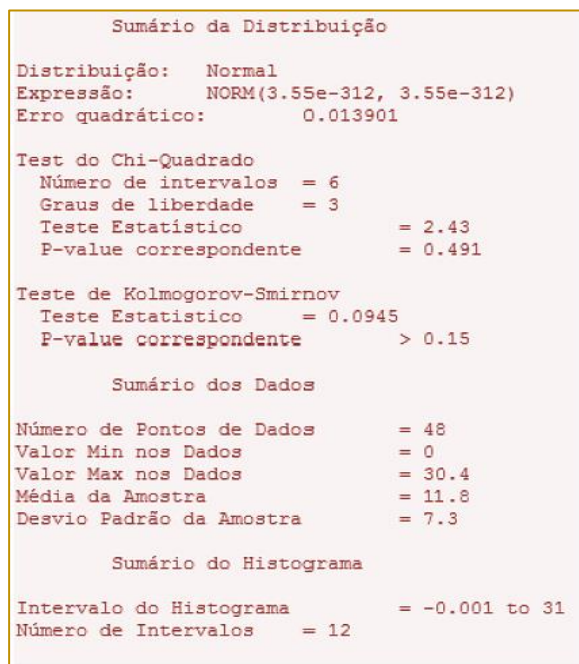 Sumário da Distribuição
Distribuição: Normal
Expressão: NORM(3.55e-312, 3.55e-312)
Erro quadrático: 0.013901
Test do Chi-Quadrado
Número de intervalos = 6
Graus de liberdade = 3
Teste Estatístico = 2.43
P-value correspondente = 0.491
Teste de Kolmogorov-Smirnov
Teste Estatistico = 0.0945
P-value correspondente > 0.15
Sumário dos Dados
Número de Pontos de Dados = 48
Valor Min nos Dados = 0
Valor Max nos Dados = 30.4
Média da Amostra = 11.8
Desvio Padrão da Amostra = 7.3
Sumário do Histograma
Intervalo do Histograma = -0.001 to 31
Número de Intervalos = 12